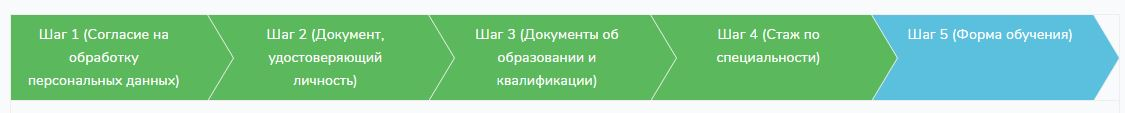 Шаг 1 (Согласие на
обработку
персональных данных)
Шаг 2 (Документ,
удостоверяющий
личность)
Шаг 3 (Документы об
образовании и
квалификации)
Шаг 4 (Стаж по
специальности)
Шаг 5 (Форма обучения)